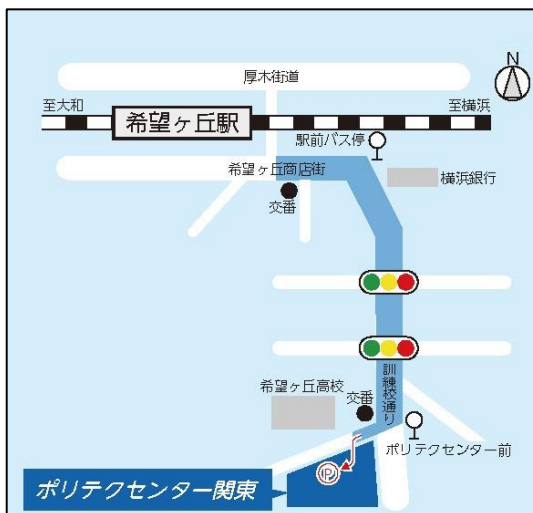 N
厚木街道
至大和
至横浜
希望ヶ丘駅
駅前バス停
希望ヶ丘商店街
横浜銀行
交番
訓練校通り
希望ヶ丘高校
交番
ポリテクセンター前
P
ポリテクセンター関東